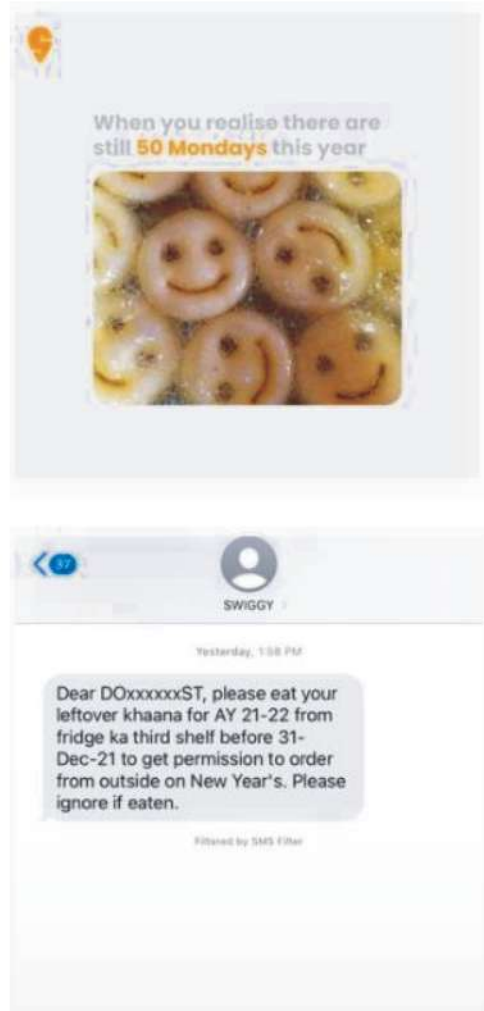 When you realise there are
still 50 Mondays this year
37
SWIGGY
Yesterday, 1:58 PM
Dear DOxxxxxxST, please eat your
leftover khaana for AY 21-22 from
fridge ka third shelf before 31-
Dec-21 to get permission to order
from outside on New Year's. Please
ignore if eaten.
Filtered by SMS Filter